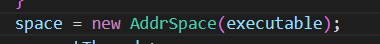 }
space = new AddrSpace(executable);